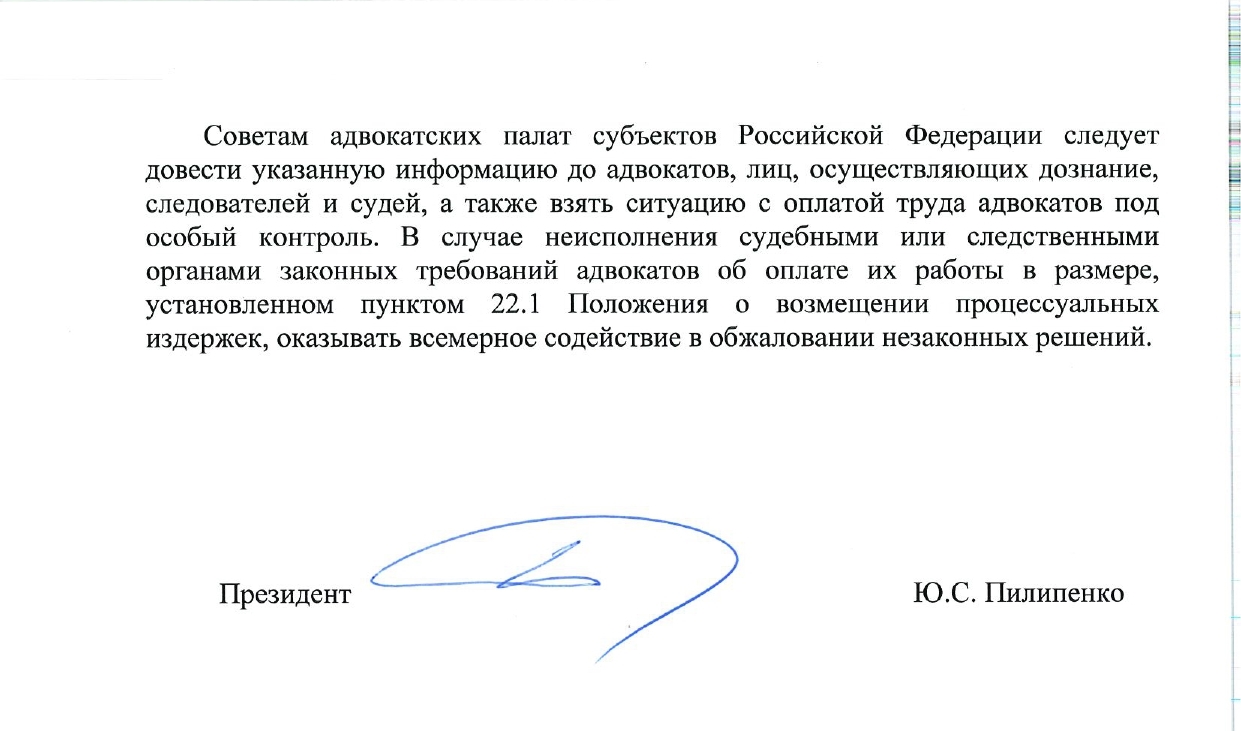 Советам адвокатских палат субъектов Российской Федерации следует
довести указанную информацию до адвокатов, лиц, осуществляющих дознание,
следователей и судей, а также взять ситуацию с оплатой труда адвокатов под
особый контроль. В случае неисполнения судебными или следственными
органами законных требований адвокатов об оплате их работы в размере,
установленном пунктом 22.1 Положения о возмещении процессуальных
издержек, оказывать всемерное содействие в обжаловании незаконных решений.
Президент Ю.С. Пилипенко